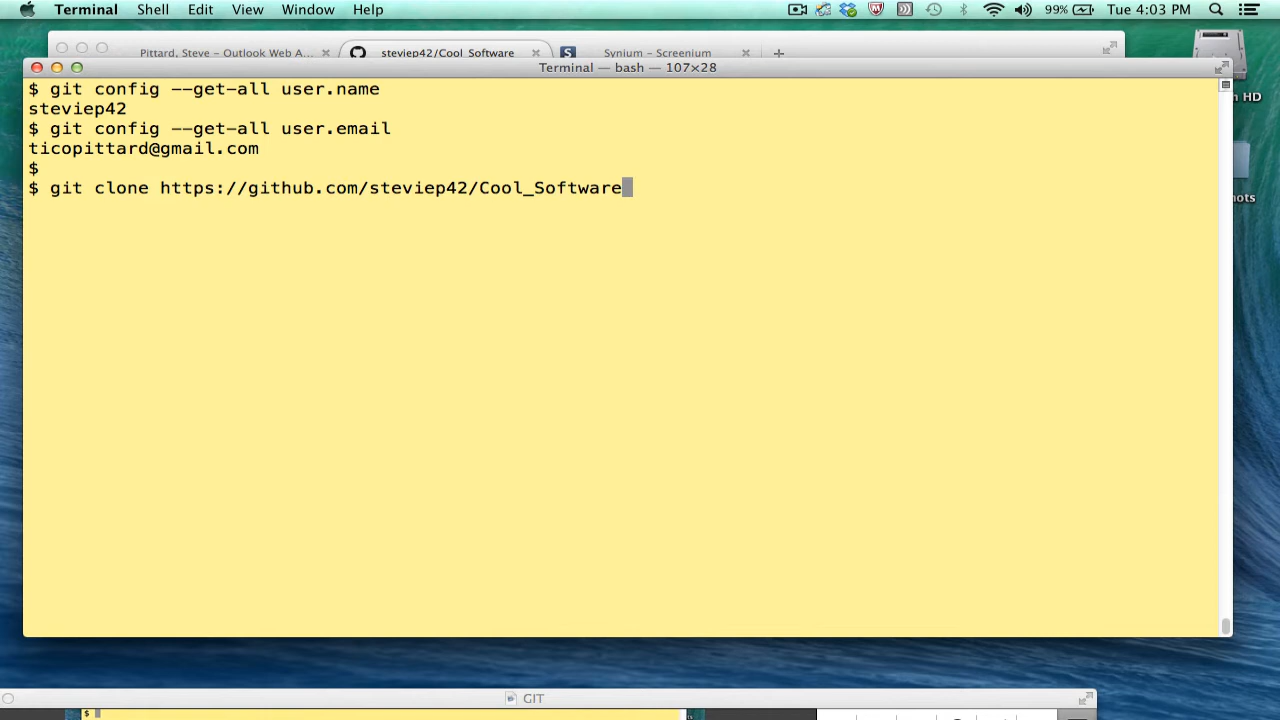 Terminal Shell Edit View Window Help 99% Tue 4:03 PM
Pittard, Steve – Outlook Web A... steviep42/Cool_Software S Synium – Screenium
Terminal — bash — 107×28
HD
$ git config --get-all user.name
steviep42
$ git config --get-all user.email
ticopittard@gmail.com
$
$ git clone https://github.com/steviep42/Cool_Software
GIT
$